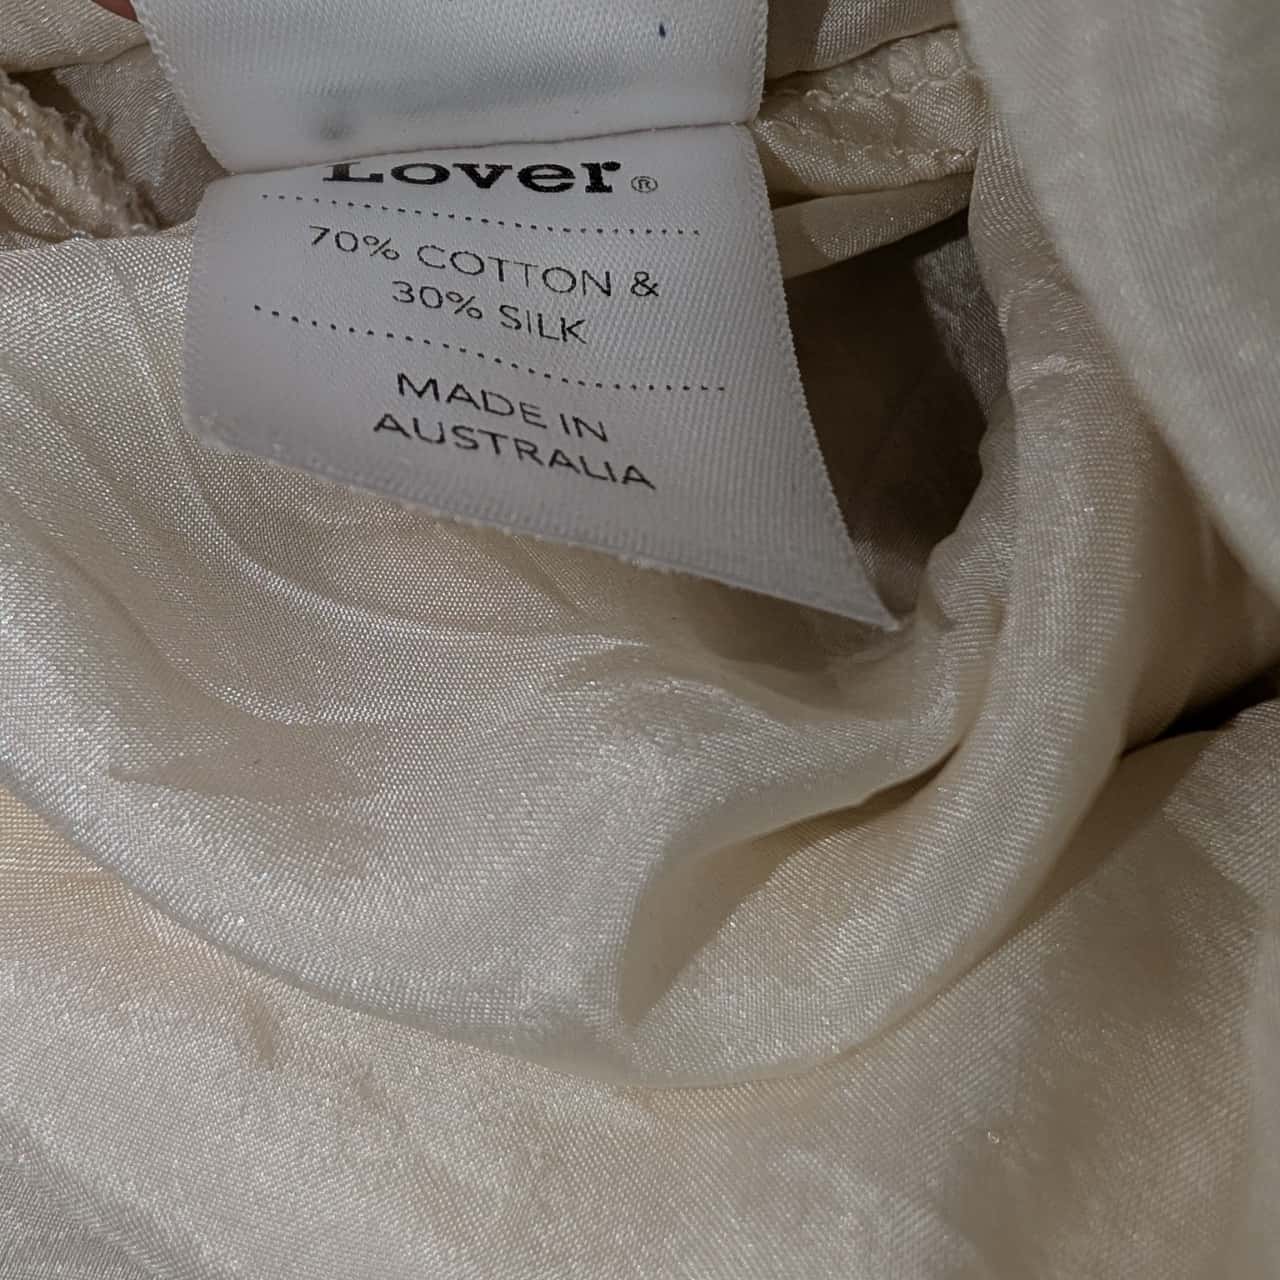 Lover®
70% COTTON &
30% SILK
MADE IN
AUSTRALIA